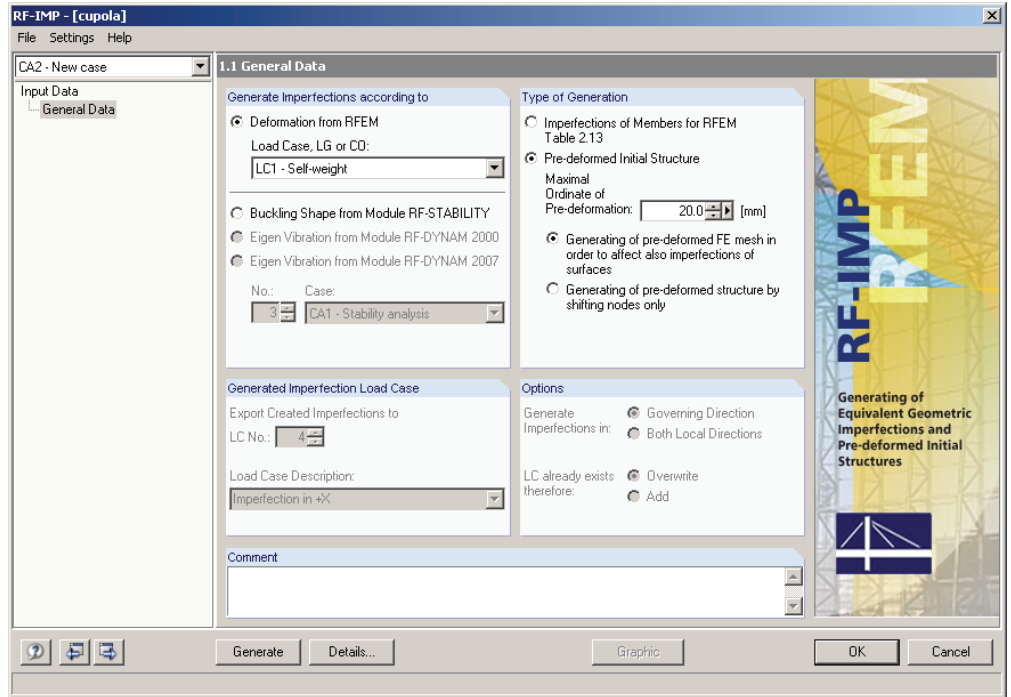 RF-IMP - [cupola]
File Settings Help
CA2 - New case
1.1 General Data
Input Data
General Data
Generate Imperfections according to
Deformation from RFEM
Load Case, LG or CO:
LC1 - Self-weight
Buckling Shape from Module RF-STABILITY
Eigen Vibration from Module RF-DYNAM 2000
Eigen Vibration from Module RF-DYNAM 2007
No.: Case:
3 CA1 - Stability analysis
Type of Generation
Imperfections of Members for RFEM
Table 2.13
Pre-deformed Initial Structure
Maximal
Ordinate of
Pre-deformation: 20.0 [mm]
Generating of pre-deformed FE mesh in
order to affect also imperfections of
surfaces
Generating of pre-deformed structure by
shifting nodes only
Generated Imperfection Load Case
Export Created Imperfections to
LC No.: 4
Load Case Description:
Imperfection in +X
Options
Generate
Imperfections in:
Governing Direction
Both Local Directions
LC already exists
therefore:
Overwrite
Add
Comment
RFEM
RF-IMP
Generating of
Equivalent Geometric
Imperfections and
Pre-deformed Initial
Structures
Generate Details... Graphic OK Cancel